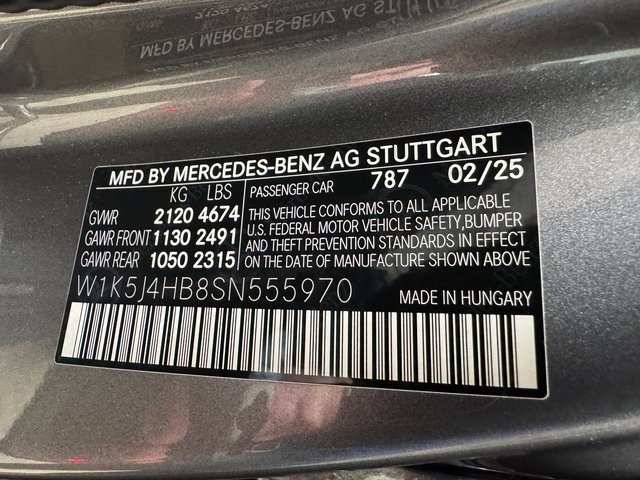 MFD BY MERCEDES-BENZ AG STUTTGART
KG LBS
GWR 2120 4674
GAWR FRONT 1130 2491
GAWR REAR 1050 2315
PASSENGER CAR 787 02/25
THIS VEHICLE CONFORMS TO ALL APPLICABLE
U.S. FEDERAL MOTOR VEHICLE SAFETY,BUMPER
AND THEFT PREVENTION STANDARDS IN EFFECT
ON THE DATE OF MANUFACTURE SHOWN ABOVE
W1K5J4HB8SN555970
MADE IN HUNGARY